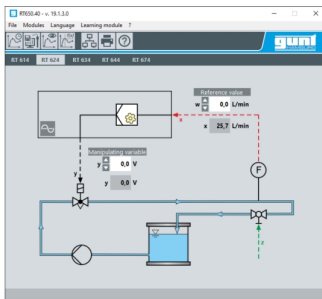 RT650.40 - v. 19.1.3.0
File Modules Language Learning module ?
gunt
RT 614 RT 624 RT 634 RT 644 RT 674
Reference value
w 0,0 L/min
x 25,7 L/min
x
Manipulating variable
y 0,0 V
y 0,0 V
y
F
z